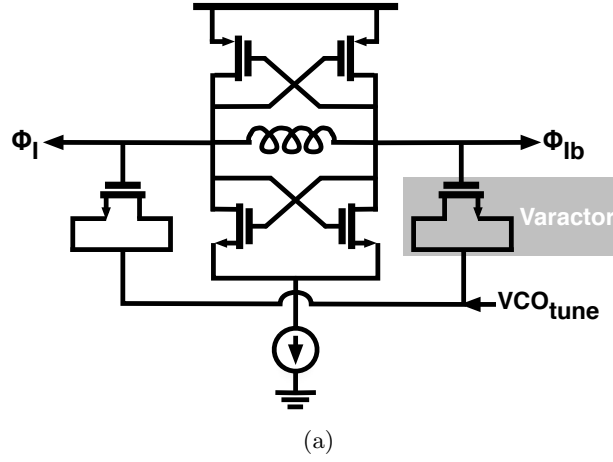 Φ_I
Φ_Ib
Varactor
VCO_tune
(a)